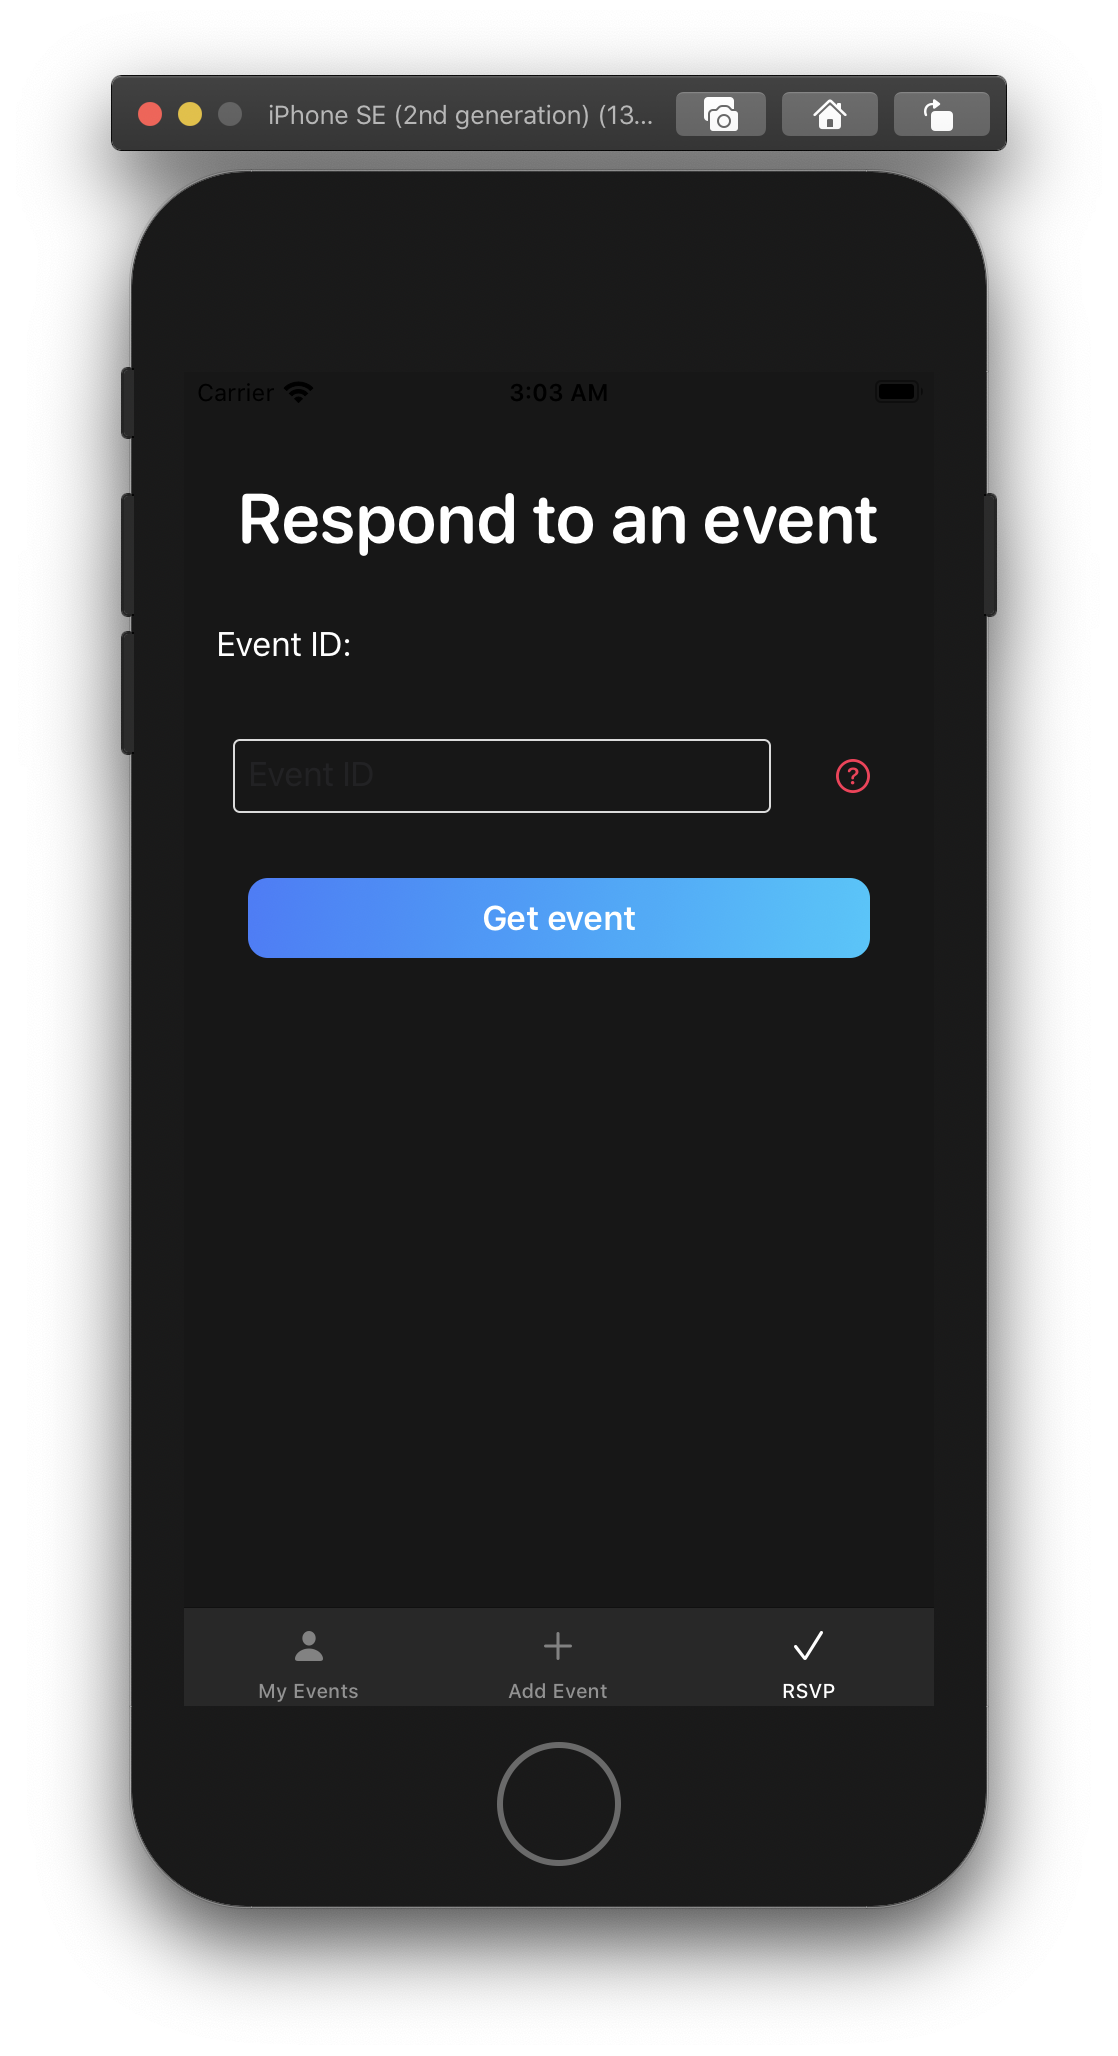 iPhone SE (2nd generation) (13...
Carrier 3:03 AM
Respond to an event
Event ID:
Event ID
?
Get event
My Events Add Event RSVP